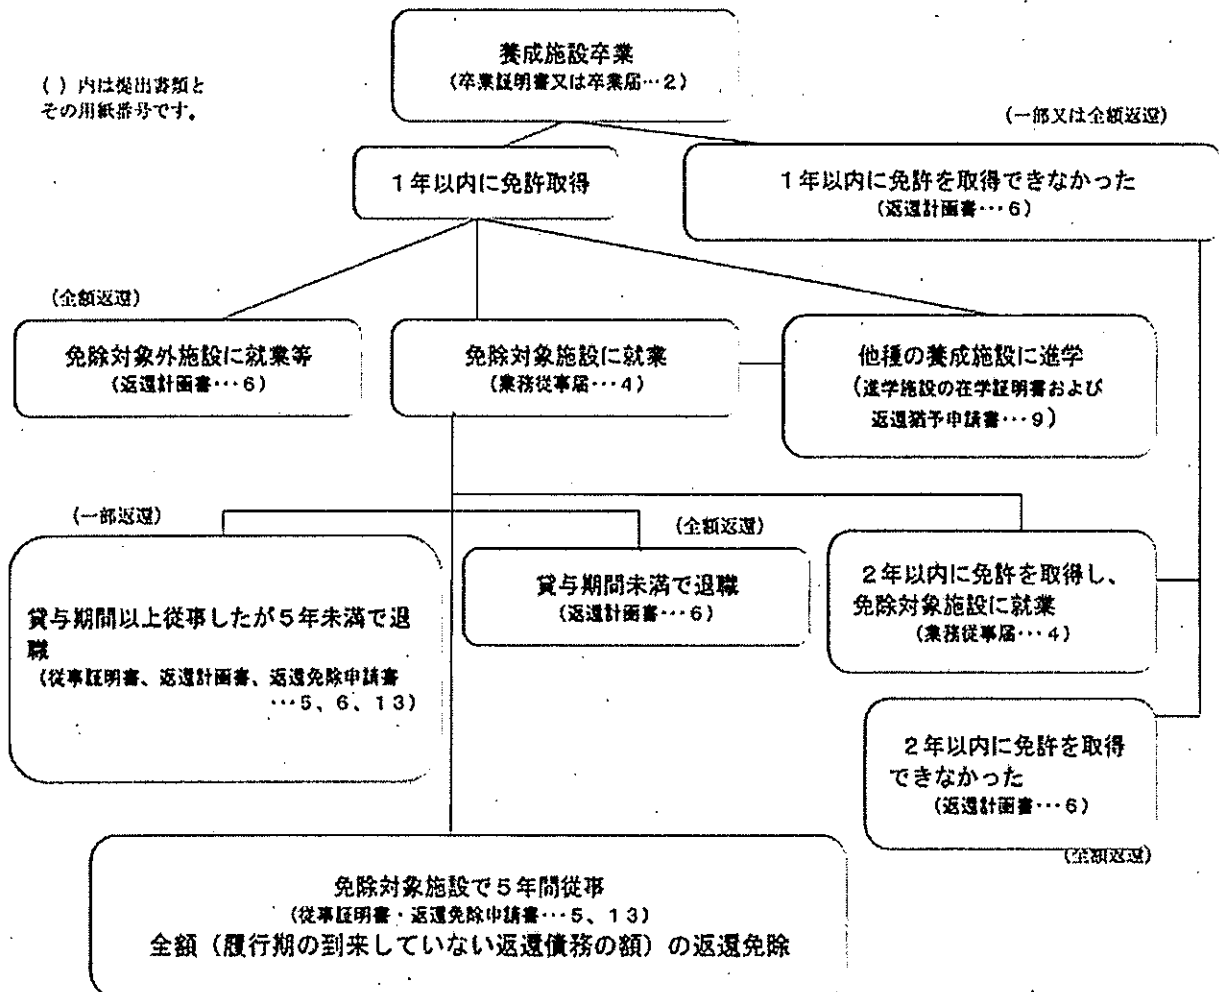 養成施設卒業
(卒業証明書又は卒業届…2)
( ) 内は提出書類と
その用紙番号です。
(一部又は全額返還)
1年以内に免許取得
1年以内に免許を取得できなかった
(返還計画書…6)
(全額返還)
免除対象外施設に就業等
(返還計画書…6)
免除対象施設に就業
(業務従事届…4)
他種の養成施設に進学
(進学施設の在学証明書および
返還猶予申請書…9)
(一部返還)
貸与期間以上従事したが5年未満で退
職
(従事証明書、返還計画書、返還免除申請書
…5、6、13)
(全額返還)
貸与期間未満で退職
(返還計画書…6)
2年以内に免許を取得し、
免除対象施設に就業
(業務従事届…4)
2年以内に免許を取得
できなかった
(返還計画書…6)
(全額返還)
免除対象施設で5年間従事
(従事証明書・返還免除申請書…5、13)
全額(履行期の到来していない返還債務の額)の返還免除